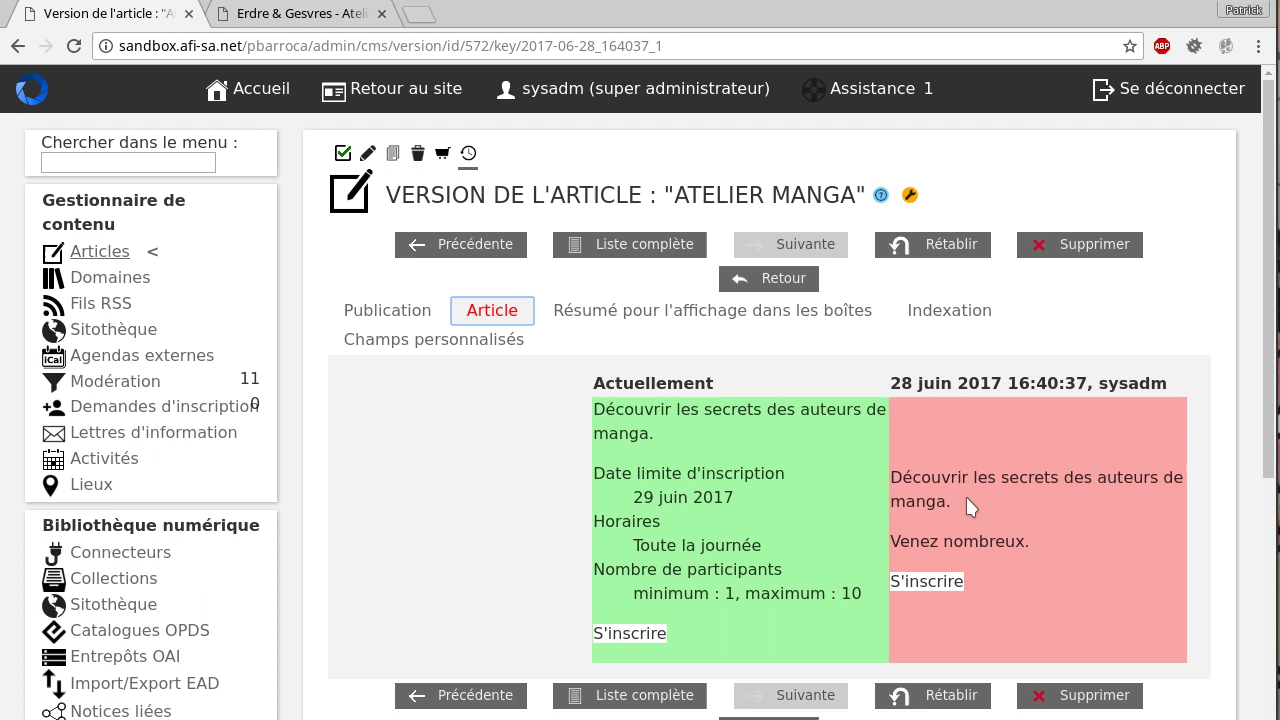 Version de l'article : "A
Erdre & Gesvres - Ateli
Patrick
sandbox.afi-sa.net/pbarroca/admin/cms/version/id/572/key/2017-06-28_164037_1
ABP
Accueil
Retour au site
sysadm (super administrateur)
Assistance 1
Se déconnecter
Chercher dans le menu :
Gestionnaire de
contenu
Articles <
Domaines
Fils RSS
Sitothèque
iCal
Agendas externes
Modération 11
Demandes d'inscription 0
Lettres d'information
Activités
Lieux
Bibliothèque numérique
Connecteurs
Collections
Sitothèque
Catalogues OPDS
Entrepôts OAI
Import/Export EAD
Notices liées
VERSION DE L'ARTICLE : "ATELIER MANGA"
Précédente
Liste complète
Suivante
Rétablir
Supprimer
Retour
Publication
Article
Résumé pour l'affichage dans les boîtes
Indexation
Champs personnalisés
Actuellement
Découvrir les secrets des auteurs de
manga.
Date limite d'inscription
29 juin 2017
Horaires
Toute la journée
Nombre de participants
minimum : 1, maximum : 10
S'inscrire
28 juin 2017 16:40:37, sysadm
Découvrir les secrets des auteurs de
manga.
Venez nombreux.
S'inscrire
Précédente
Liste complète
Suivante
Rétablir
Supprimer